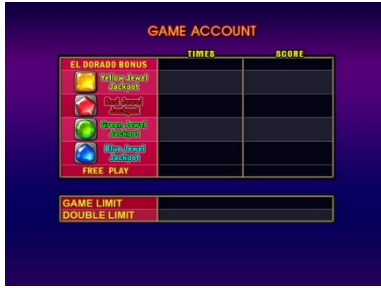 GAME ACCOUNT
TIMES SCORE
EL DORADO BONUS
Yellow Jewel
Jackpot
Red Jewel
Jackpot
Green Jewel
Jackpot
Blue Jewel
Jackpot
FREE PLAY
GAME LIMIT
DOUBLE LIMIT